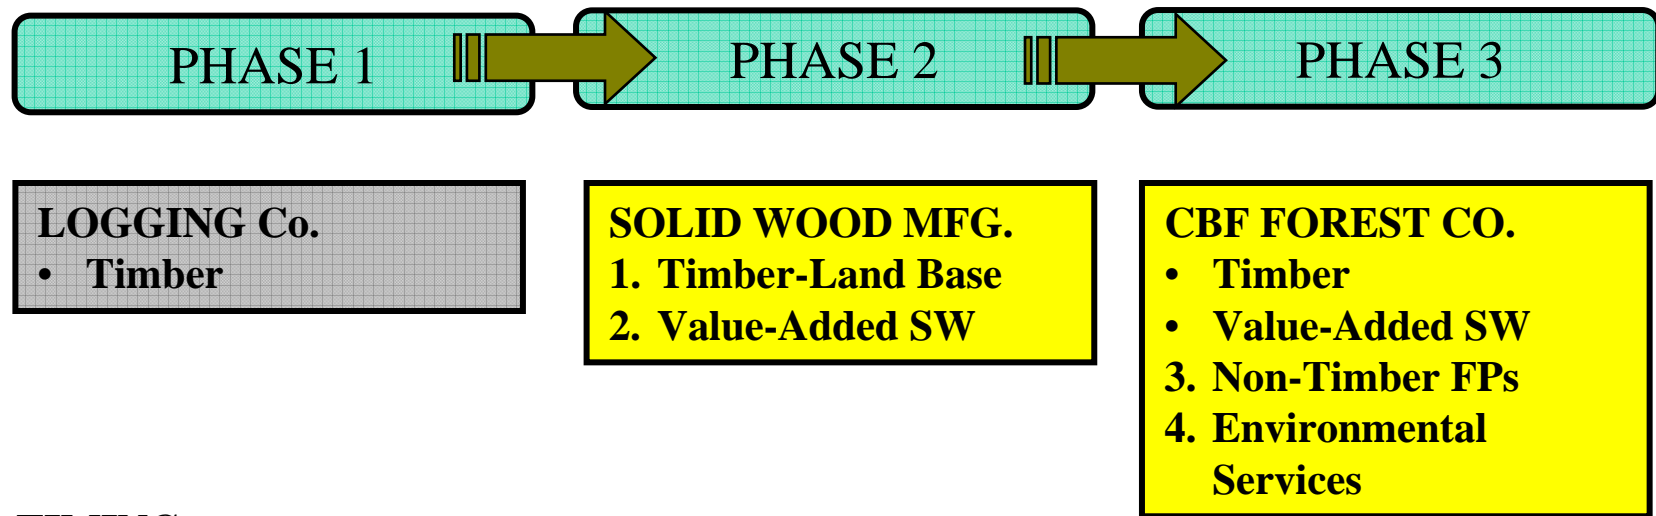 PHASE 1
PHASE 2
PHASE 3
LOGGING Co.
• Timber
SOLID WOOD MFG.
1. Timber-Land Base
2. Value-Added SW
CBF FOREST CO.
• Timber
• Value-Added SW
3. Non-Timber FPs
4. Environmental
Services